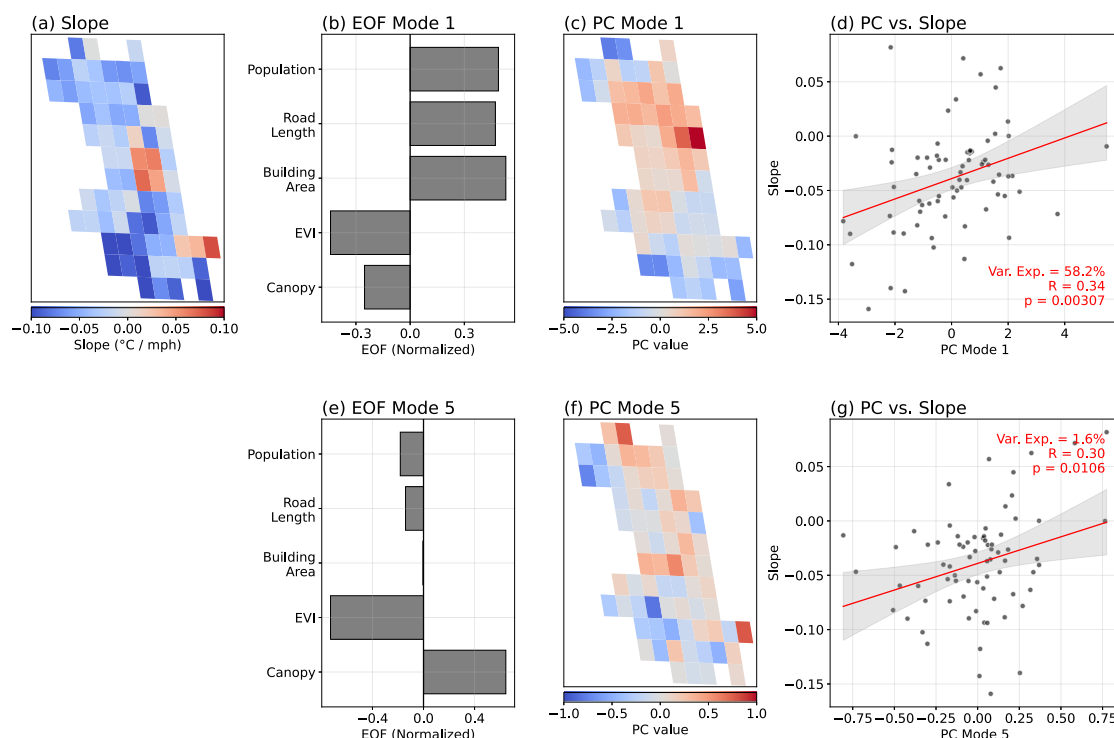 (a) Slope
−0.10 −0.05 0.00 0.05 0.10
Slope (°C / mph)
(b) EOF Mode 1
Population
Road
Length
Building
Area
EVI
Canopy
−0.3 0.0 0.3
EOF (Normalized)
(c) PC Mode 1
−5.0 −2.5 0.0 2.5 5.0
PC value
(d) PC vs. Slope
Slope
0.05
0.00
−0.05
−0.10
−0.15
Var. Exp. = 58.2%
R = 0.34
p = 0.00307
−4 −2 0 2 4
PC Mode 1
(e) EOF Mode 5
Population
Road
Length
Building
Area
EVI
Canopy
−0.4 0.0 0.4
EOF (Normalized)
(f) PC Mode 5
−1.0 −0.5 0.0 0.5 1.0
PC value
(g) PC vs. Slope
Var. Exp. = 1.6%
R = 0.30
p = 0.0106
Slope
0.05
0.00
−0.05
−0.10
−0.15
−0.75 −0.50 −0.25 0.00 0.25 0.50 0.75
PC Mode 5